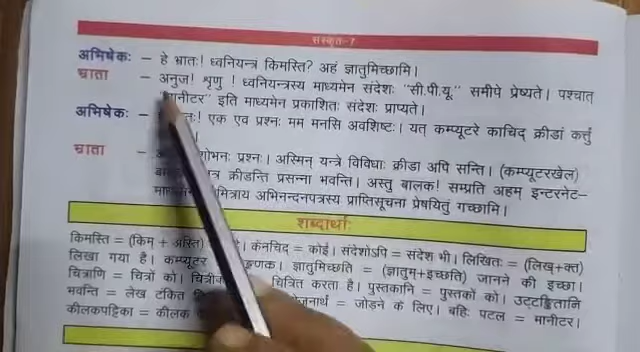 संस्कृत-7
अभिषेकः – हे भ्रातः! ध्वनियन्त्रं किमस्ति? अहं ज्ञातुमिच्छामि।
भ्राता – अनुज! शृणु ! ध्वनियन्त्रस्य माध्यमेन संदेशः "सी.पी.यू." समीपे प्रेष्यते। पश्चात्
मानीटर" इति माध्यमेन प्रकाशितः संदेशः प्राप्यते।
अभिषेकः – एक एव प्रश्नः मम मनसि अवशिष्टः। यत् कम्प्यूटरे काचिद् क्रीडां कर्त्तुं
भ्राता – शोभनः प्रश्नः। अस्मिन् यन्त्रे विविधाः क्रीडा अपि सन्ति। (कम्प्यूटरखेल)
क्रीडन्ति प्रसन्ना भवन्ति। अस्तु बालक! सम्प्रति अहम् इन्टरनेट–
मित्राय अभिनन्दनपत्रस्य प्राप्तिसूचनां प्रेषयितुं गच्छामि।
शब्दार्थाः
किमस्ति = (किम् + अस्ति) है। केनचिद् = कोई। संदेशोऽपि = संदेश भी। लिखितः = (लिख्+क्त)
लिखा गया है। कम्प्यूटर ज्ञातुमिच्छति = (ज्ञातुम्+इच्छति) जानने की इच्छा।
चित्राणि = चित्रों को। चित्रित करता है। पुस्तकानि = पुस्तकों को। उट्टङ्कितानि
भवन्ति = लेख टंकित = जोड़ने के लिए। बहिः पटल = मानीटर।
कीलकपट्टिका = कीलक